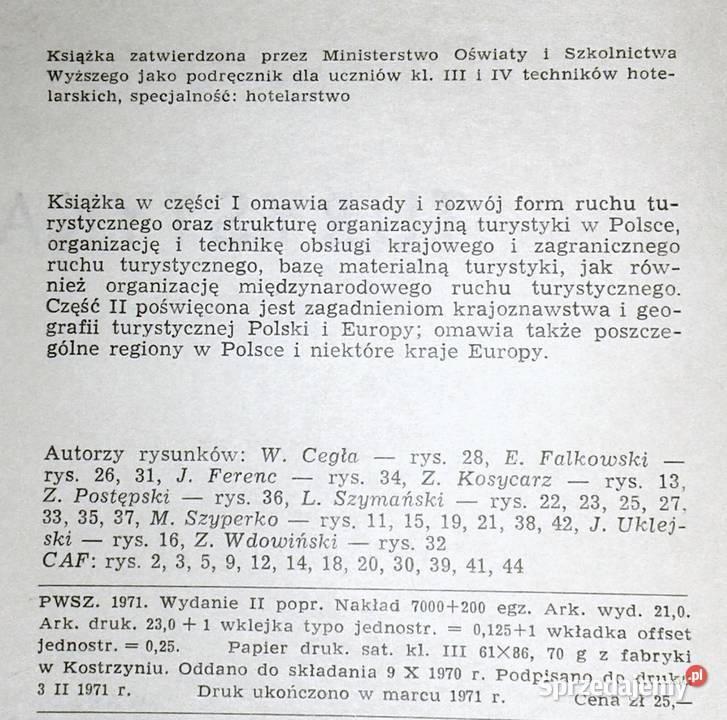 Książka zatwierdzona przez Ministerstwo Oświaty i Szkolnictwa
Wyższego jako podręcznik dla uczniów kl. III i IV techników hote-
larskich, specjalność: hotelarstwo
Książka w części I omawia zasady i rozwój form ruchu tu-
rystycznego oraz strukturę organizacyjną turystyki w Polsce,
organizację i technikę obsługi krajowego i zagranicznego
ruchu turystycznego, bazę materialną turystyki, jak rów-
nież organizację międzynarodowego ruchu turystycznego.
Część II poświęcona jest zagadnieniom krajoznawstwa i geo-
grafii turystycznej Polski i Europy; omawia także poszcze-
gólne regiony w Polsce i niektóre kraje Europy.
Autorzy rysunków: W. Cegła — rys. 28, E. Falkowski —
rys. 26, 31, J. Ferenc — rys. 34, Z. Kosycarz — rys. 13,
Z. Postępski — rys. 36, L. Szymański — rys. 22, 23, 25, 27,
33, 35, 37, M. Szyperko — rys. 11, 15, 19, 21, 38, 42, J. Uklej-
ski — rys. 16, Z. Wdowiński — rys. 32
CAF: rys. 2, 3, 5, 9, 12, 14, 18, 20, 30, 39, 41, 44
PWSZ. 1971. Wydanie II popr. Nakład 7000+200 egz. Ark. wyd. 21,0.
Ark. druk. 23,0 + 1 wklejka typo jednostr. = 0,125+1 wkładka offset
jednostr. = 0,25. Papier druk. sat. kl. III 61X86, 70 g z fabryki
w Kostrzyniu. Oddano do składania 9 X 1970 r. Podpisano do druku
3 II 1971 r. Druk ukończono w marcu 1971 r. Cena zł 25,—
Sprzedajemy.pl